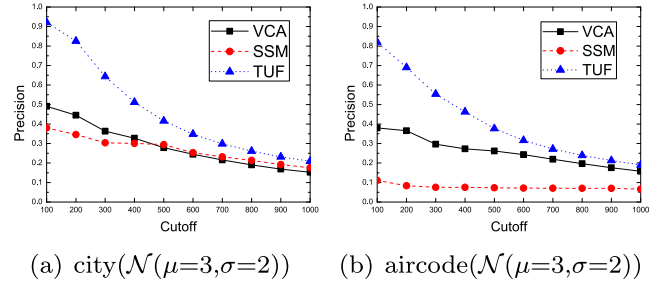 1.0
0.9
0.8
0.7
0.6
0.5
0.4
0.3
0.2
0.1
0.0
Precision
100 200 300 400 500 600 700 800 900 1000
Cutoff
VCA
SSM
TUF
(a) city(𝒩(μ=3,σ=2))
1.0
0.9
0.8
0.7
0.6
0.5
0.4
0.3
0.2
0.1
0.0
Precision
100 200 300 400 500 600 700 800 900 1000
Cutoff
VCA
SSM
TUF
(b) aircode(𝒩(μ=3,σ=2))